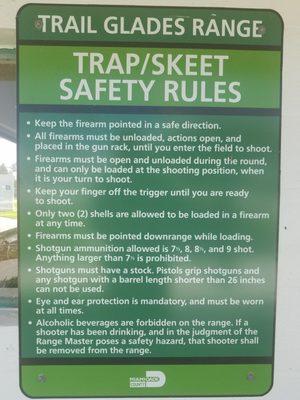 TRAIL GLADES RANGE
TRAP/SKEET
SAFETY RULES
• Keep the firearm pointed in a safe direction.
• All firearms must be unloaded, actions open, and
placed in gun rack, until you enter the field to shoot.
• Firearms must be open and unloaded during the round,
and can only be loaded at the shooting position, when
it is your turn to shoot.
• Keep your finger off the trigger until you are ready
to shoot.
• Only two (2) shells are allowed to be loaded in a firearm
at any time.
• Firearms must be pointed downrange while loading.
• Shotgun ammunition allowed is 7½, 8, 8½, and 9 shot.
Anything larger than 7½ is prohibited.
• Shotguns must have a stock. Pistols grip shotguns and
any shotgun with a barrel length shorter than 26 inches
can not be used.
• Eye and ear protection is mandatory, and must be worn
at all times.
• Alcoholic beverages are forbidden on the range. If a
shooter has been drinking, and in the judgment of the
Range Master poses a safety hazard, that shooter shall
be removed from the range.
MIAMI-DADE
COUNTY